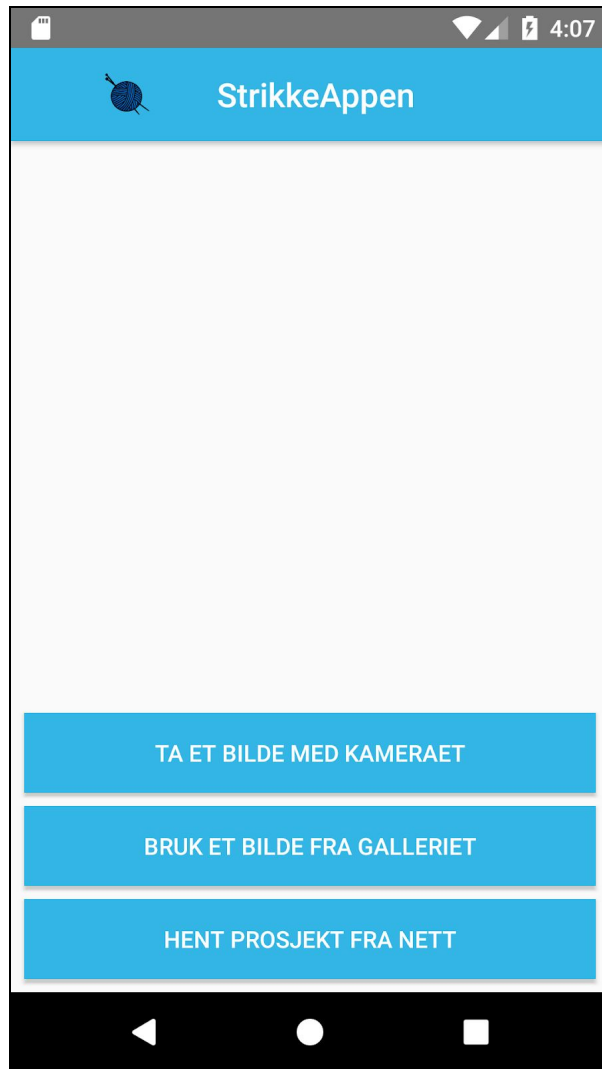 4:07
StrikkeAppen
TA ET BILDE MED KAMERAET
BRUK ET BILDE FRA GALLERIET
HENT PROSJEKT FRA NETT